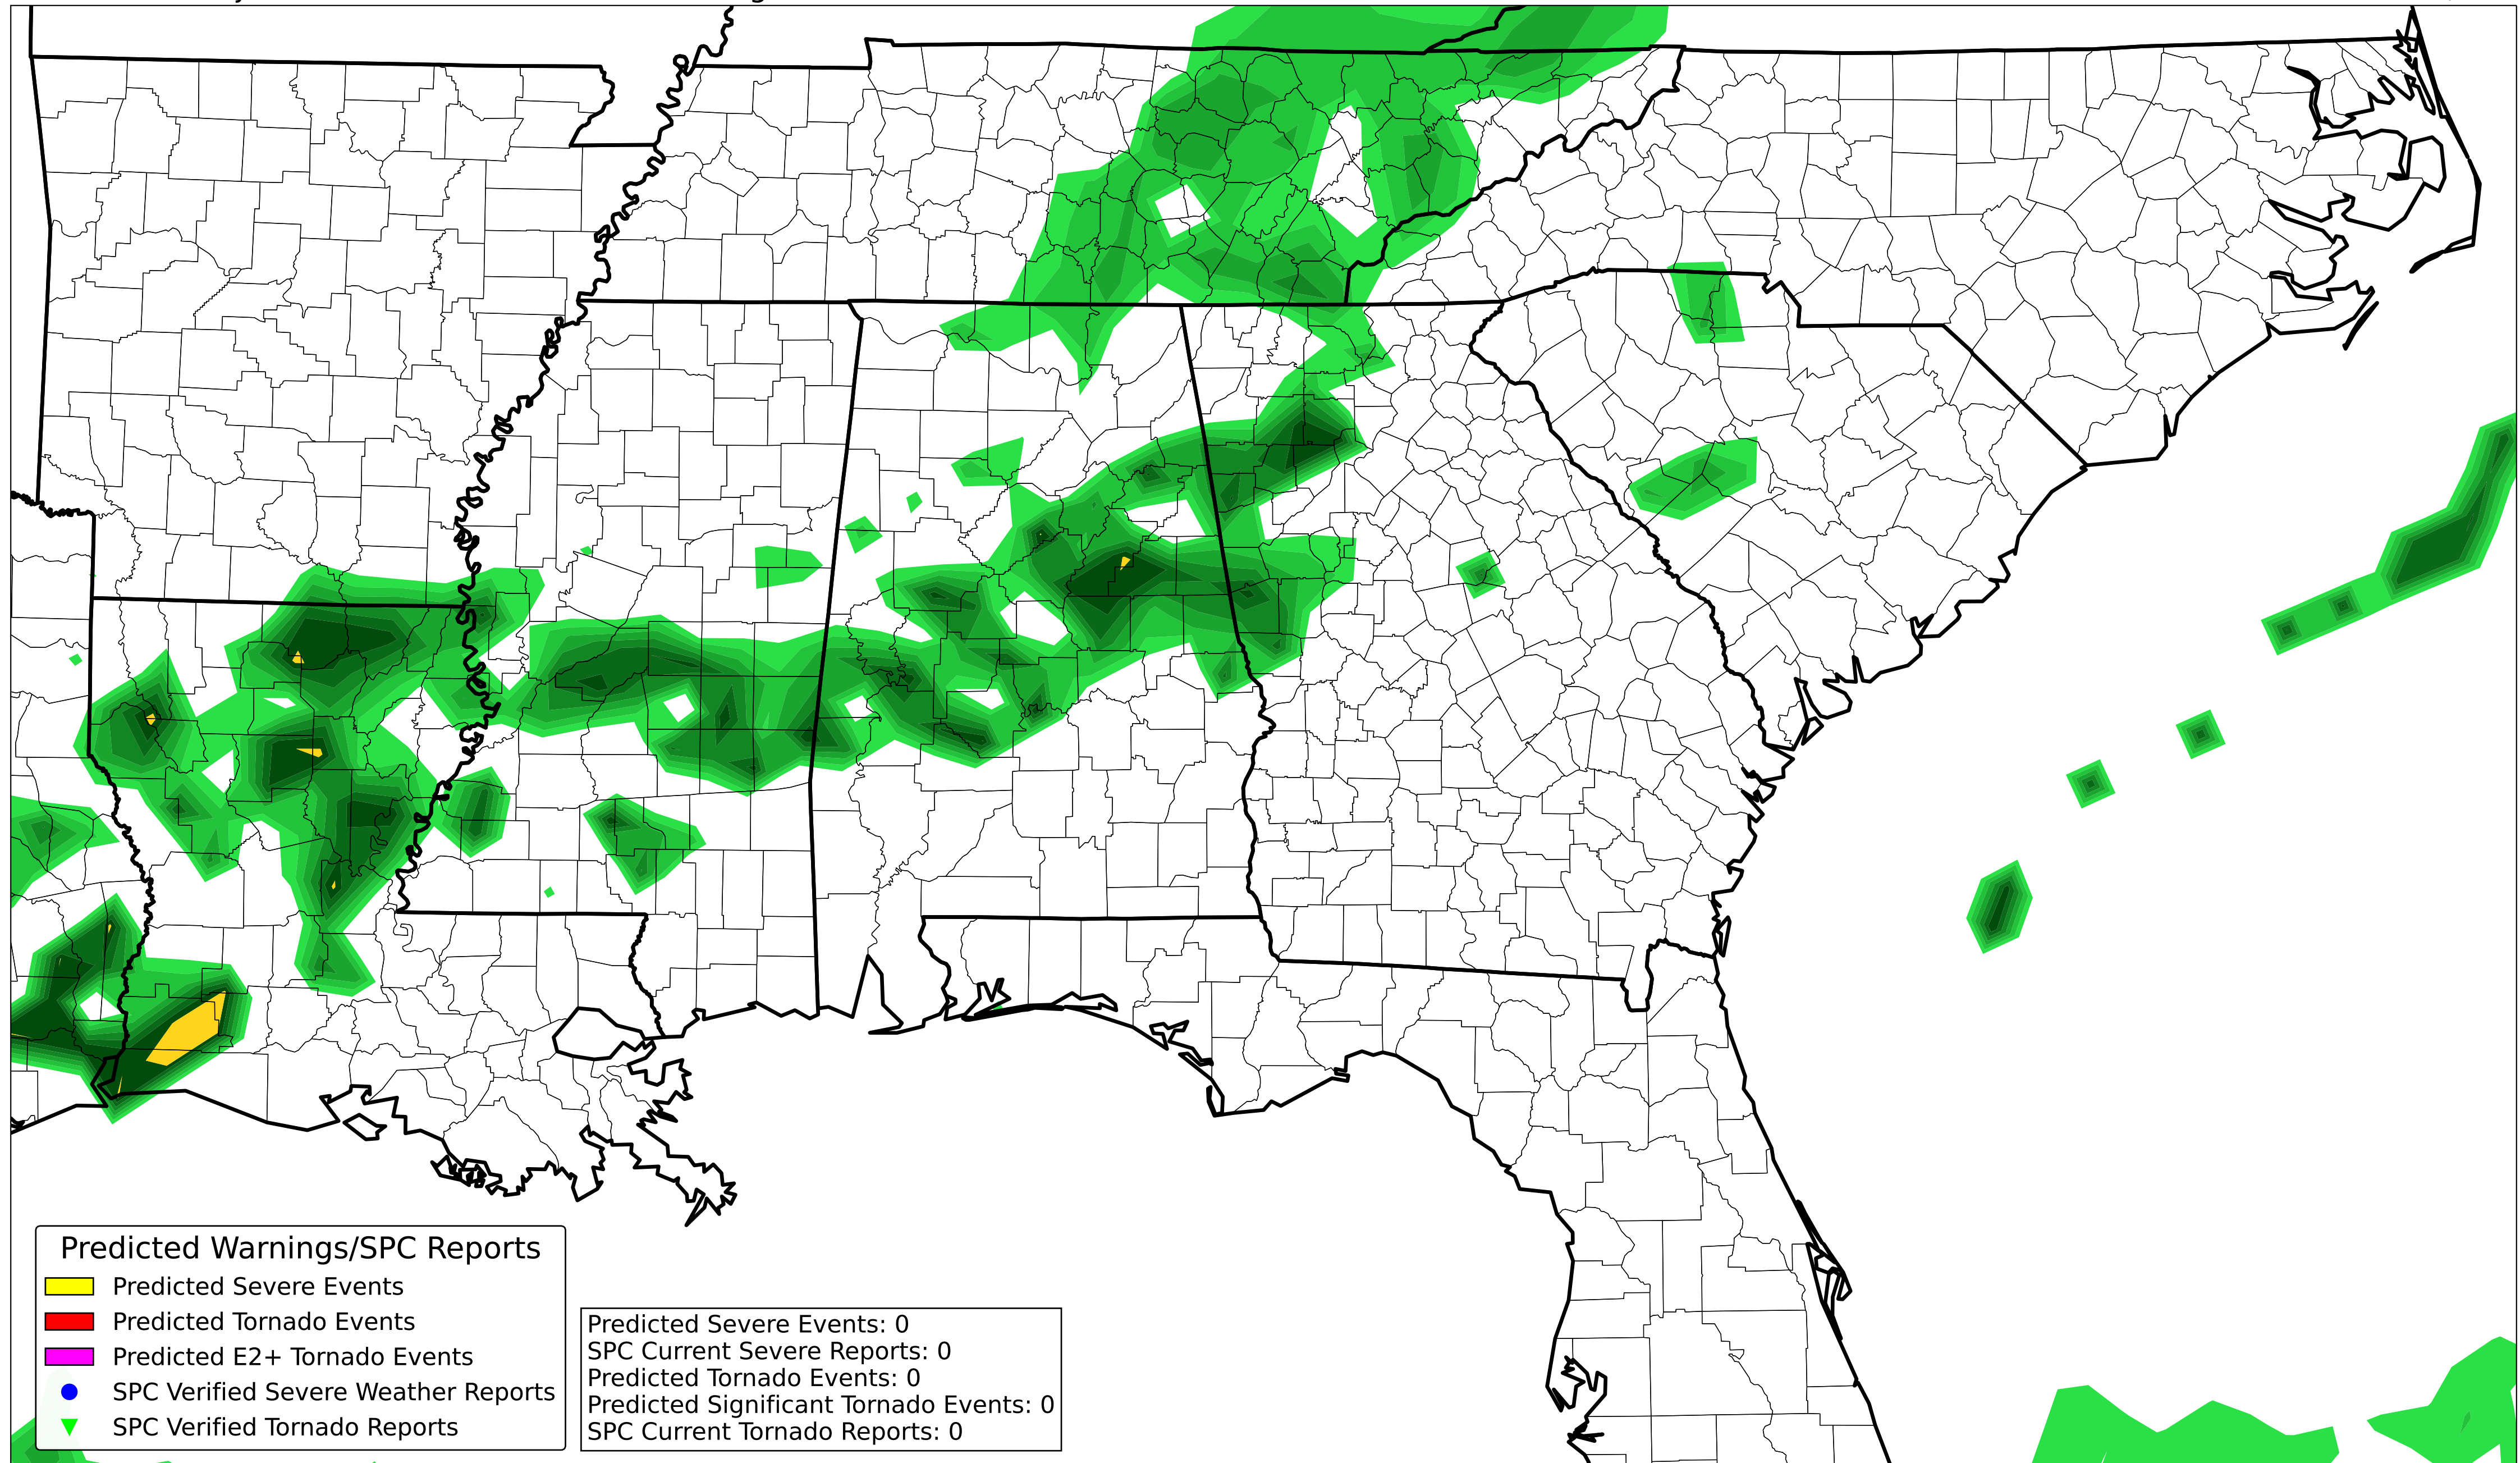 Predicted Warnings/SPC Reports
Predicted Severe Events
Predicted Tornado Events
Predicted E2+ Tornado Events
SPC Verified Severe Weather Reports
SPC Verified Tornado Reports
Predicted Severe Events: 0
SPC Current Severe Reports: 0
Predicted Tornado Events: 0
Predicted Significant Tornado Events: 0
SPC Current Tornado Reports: 0